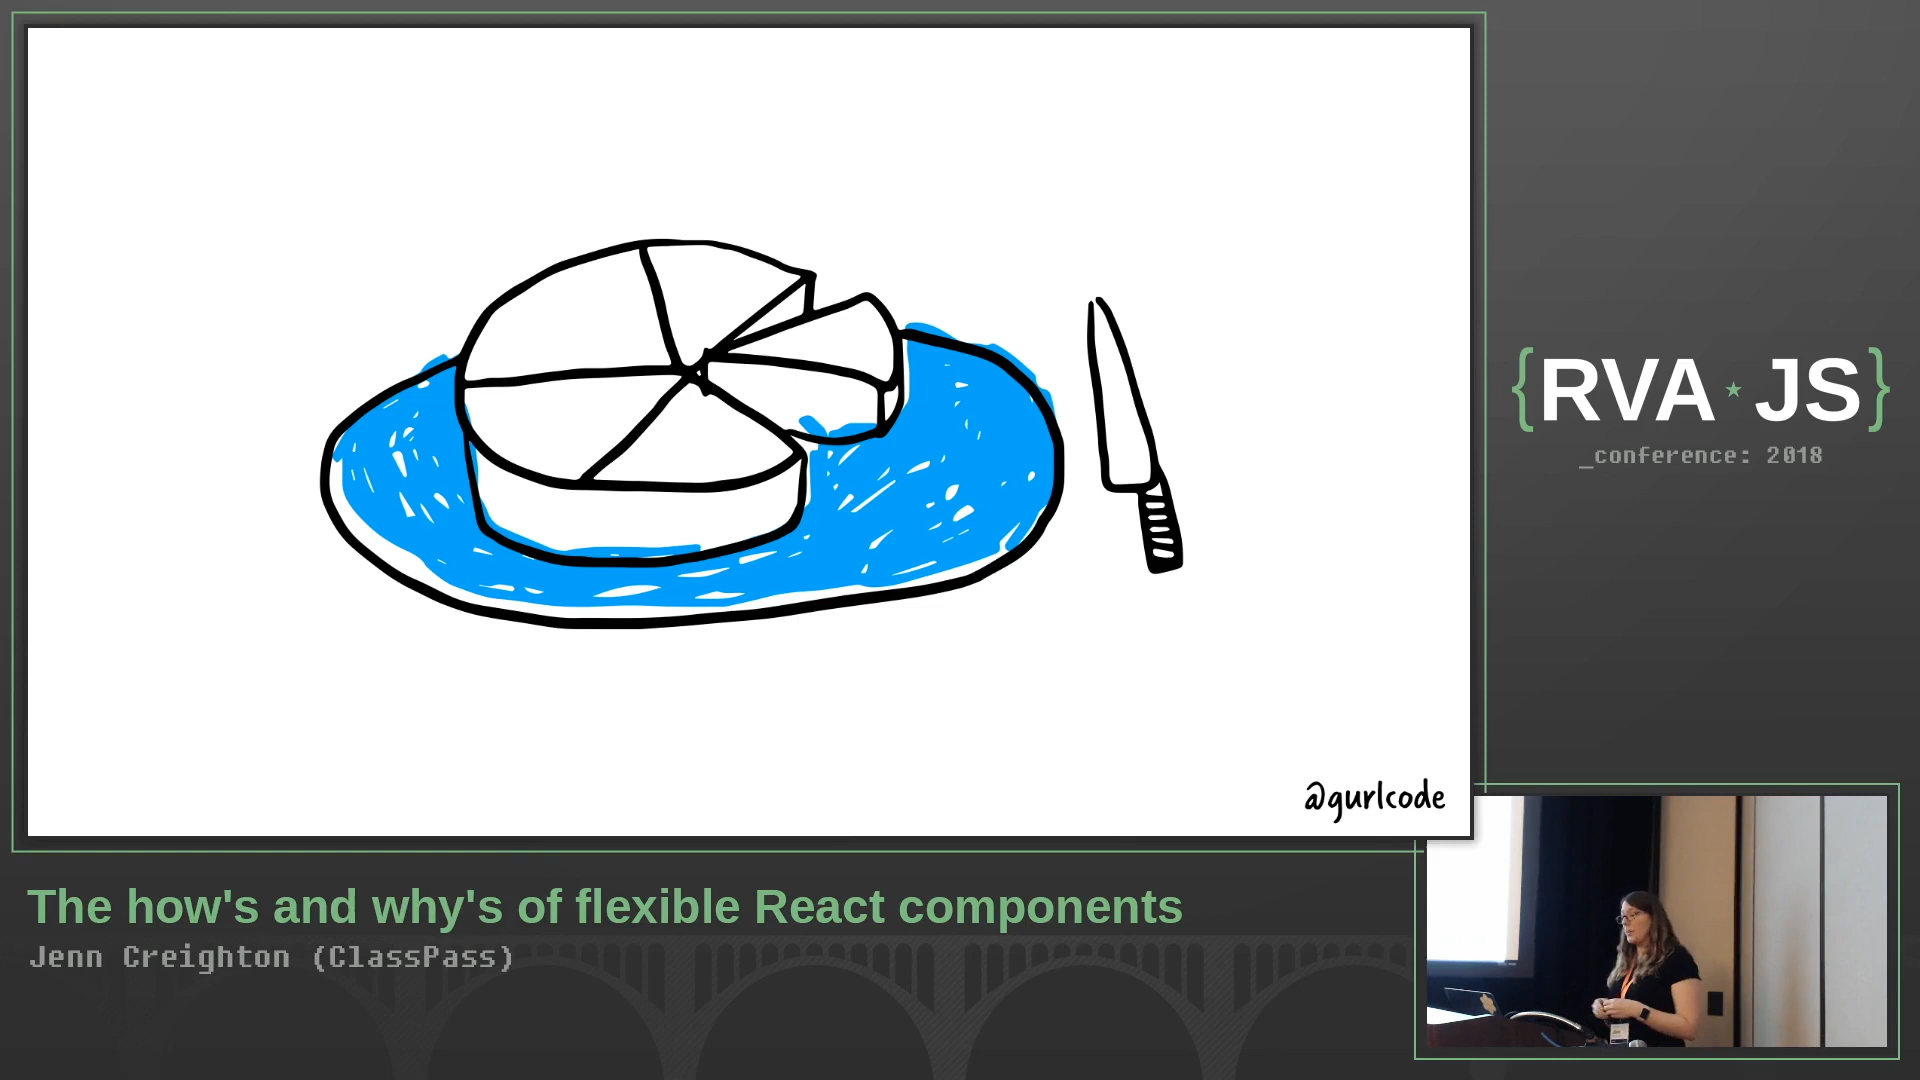 @gurlcode
{RVA★JS}
_conference: 2018
The how's and why's of flexible React components
Jenn Creighton (ClassPass)